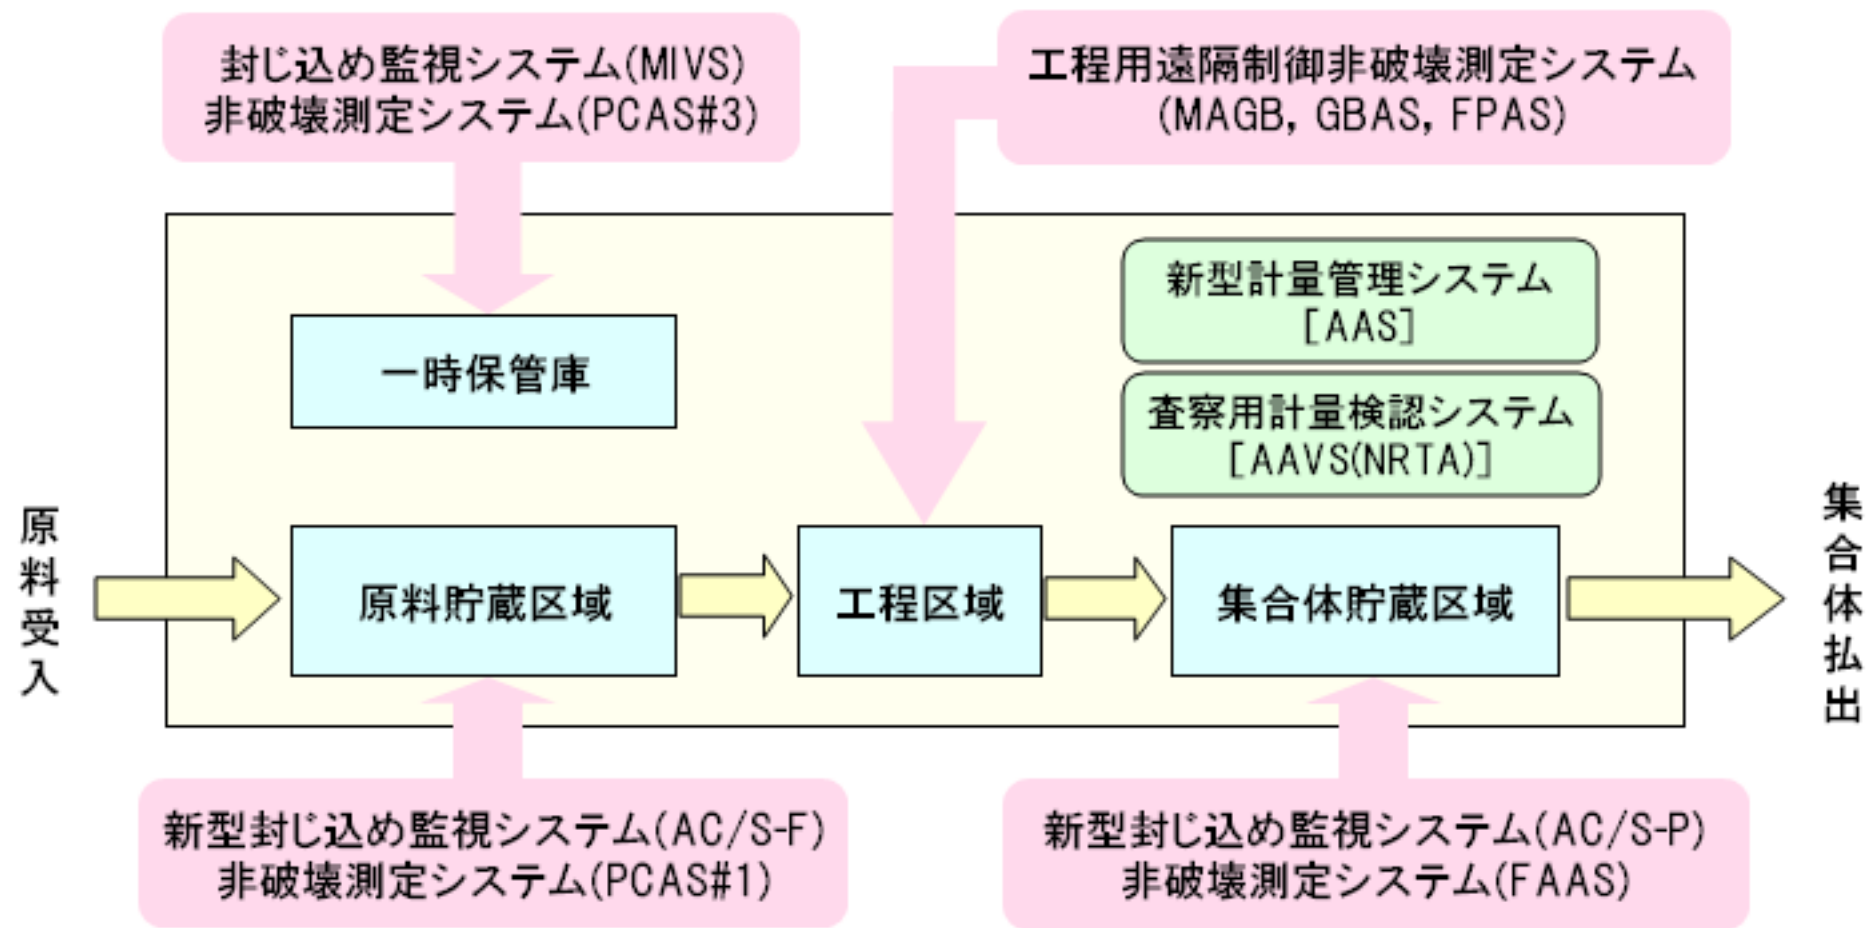 封じ込め監視システム(MIVS)
非破壊測定システム(PCAS#3)
工程用遠隔制御非破壊測定システム
(MAGB, GBAS, FPAS)
新型計量管理システム
[AAS]
一時保管庫
査察用計量検認システム
[AAVS(NRTA)]
原料受入
原料貯蔵区域
工程区域
集合体貯蔵区域
集合体払出
新型封じ込め監視システム(AC/S-F)
非破壊測定システム(PCAS#1)
新型封じ込め監視システム(AC/S-P)
非破壊測定システム(FAAS)